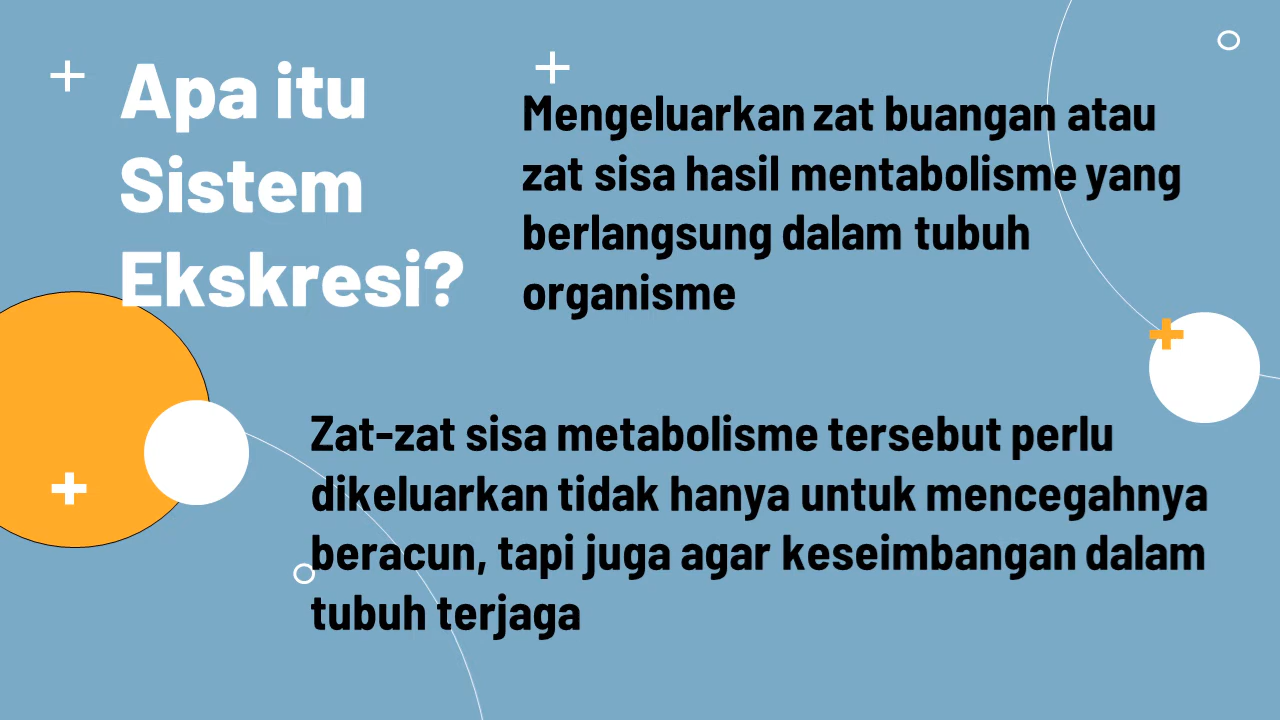 Apa itu
Sistem
Ekskresi?
Mengeluarkan zat buangan atau
zat sisa hasil mentabolisme yang
berlangsung dalam tubuh
organisme
Zat-zat sisa metabolisme tersebut perlu
dikeluarkan tidak hanya untuk mencegahnya
beracun, tapi juga agar keseimbangan dalam
tubuh terjaga